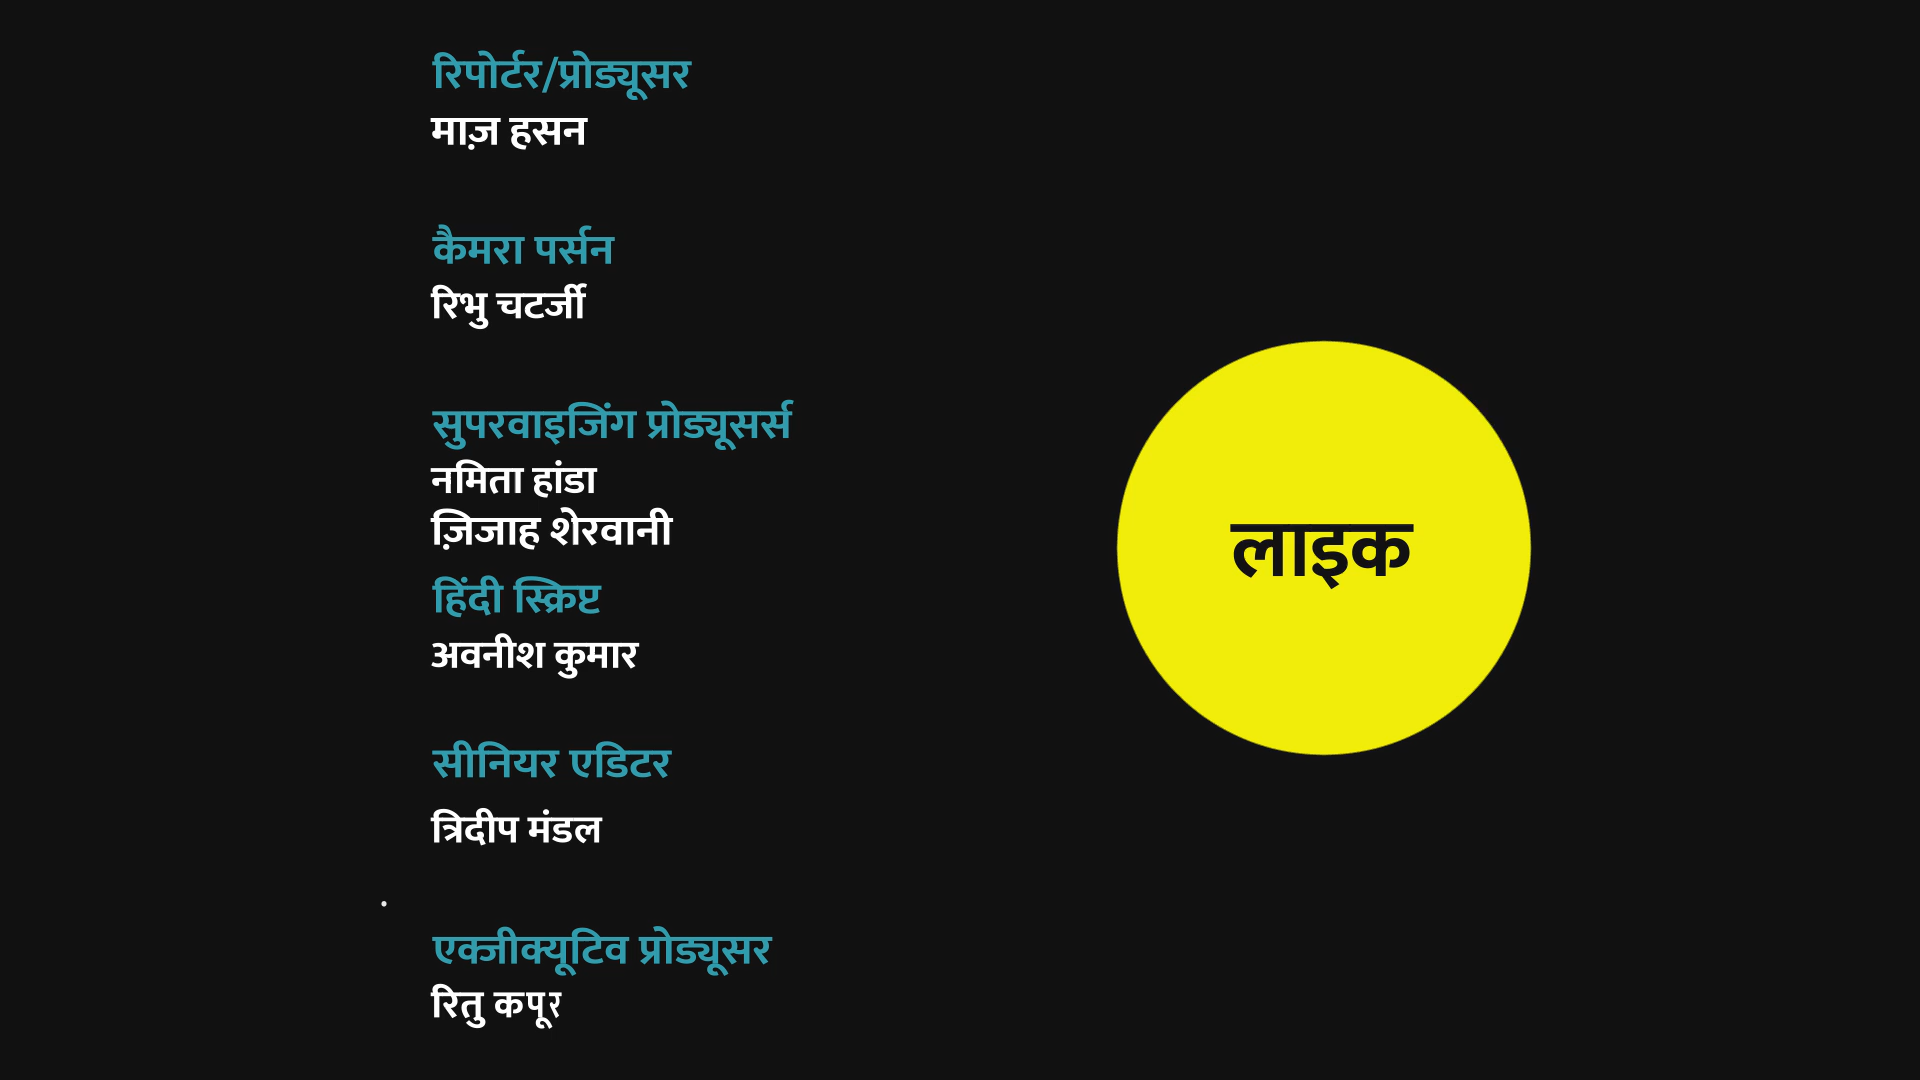 रिपोर्टर/प्रोड्यूसर
माज़ हसन
कैमरा पर्सन
रिभु चटर्जी
सुपरवाइजिंग प्रोड्यूसर्स
नमिता हांडा
ज़िजाह शेरवानी
हिंदी स्क्रिप्ट
अवनीश कुमार
सीनियर एडिटर
त्रिदीप मंडल
एक्जीक्यूटिव प्रोड्यूसर
रितु कपूर
लाइक